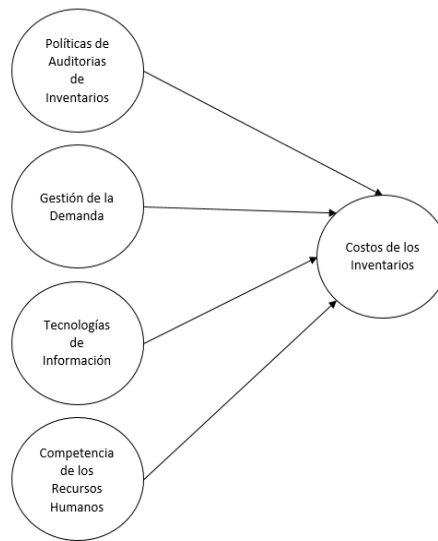 Políticas de
Auditorias
de
Inventarios
Gestión de la
Demanda
Costos de los
Inventarios
Tecnologías
de
Información
Competencia
de los
Recursos
Humanos